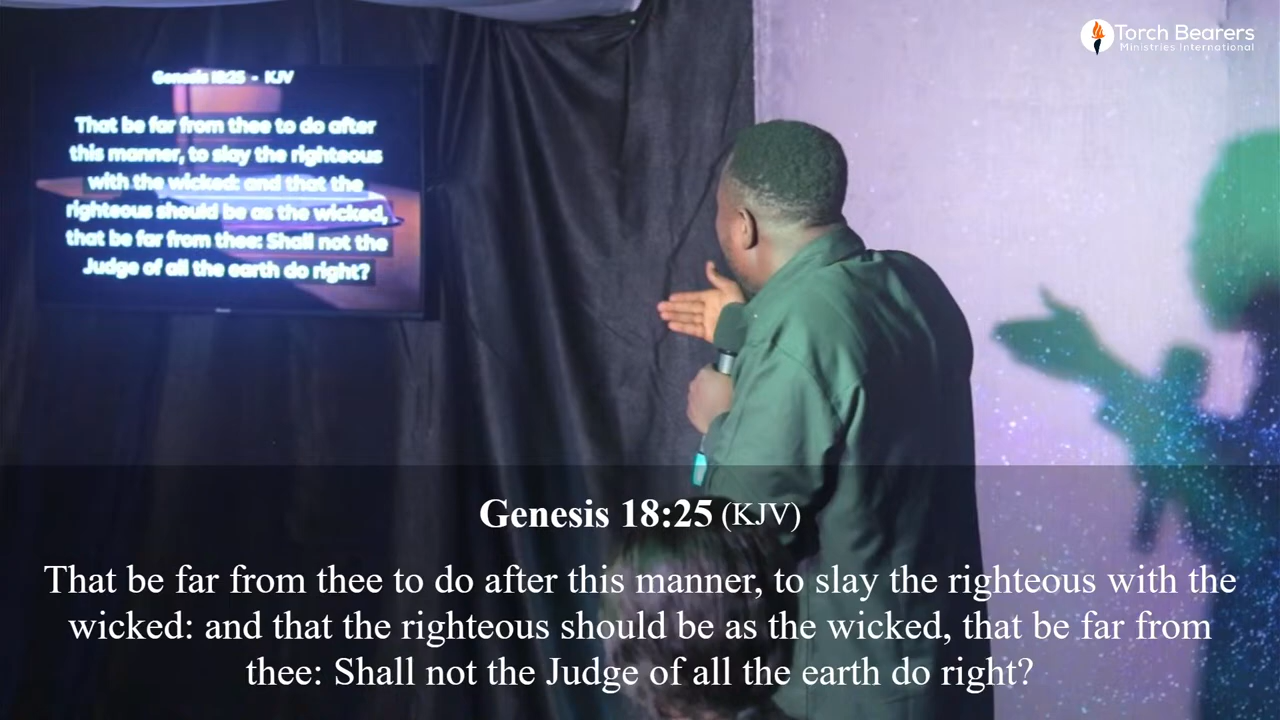 Torch Bearers
Ministries International
Genesis 18:25 - KJV
That be far from thee to do after
this manner, to slay the righteous
with the wicked: and that the
righteous should be as the wicked,
that be far from thee: Shall not the
Judge of all the earth do right?
Genesis 18:25 (KJV)
That be far from thee to do after this manner, to slay the righteous with the
wicked: and that the righteous should be as the wicked, that be far from
thee: Shall not the Judge of all the earth do right?